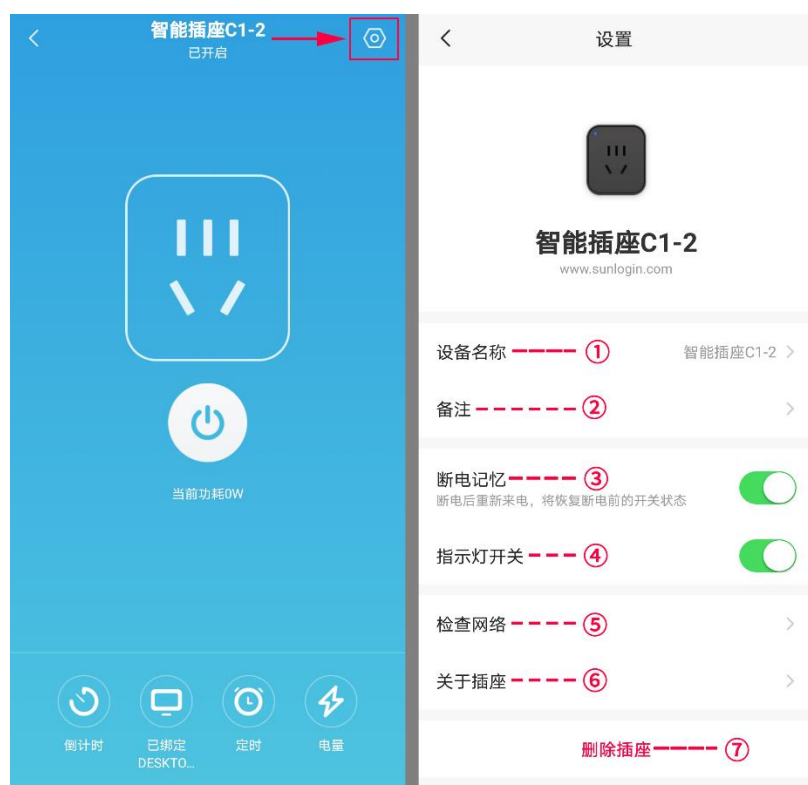 智能插座C1-2
已开启
当前功耗0W
倒计时
已绑定
DESKTO...
定时
电量
设置
智能插座C1-2
www.sunlogin.com
设备名称 ① 智能插座C1-2
备注 ②
断电记忆 ③
断电后重新来电，将恢复断电前的开关状态
指示灯开关 ④
检查网络 ⑤
关于插座 ⑥
删除插座 ⑦